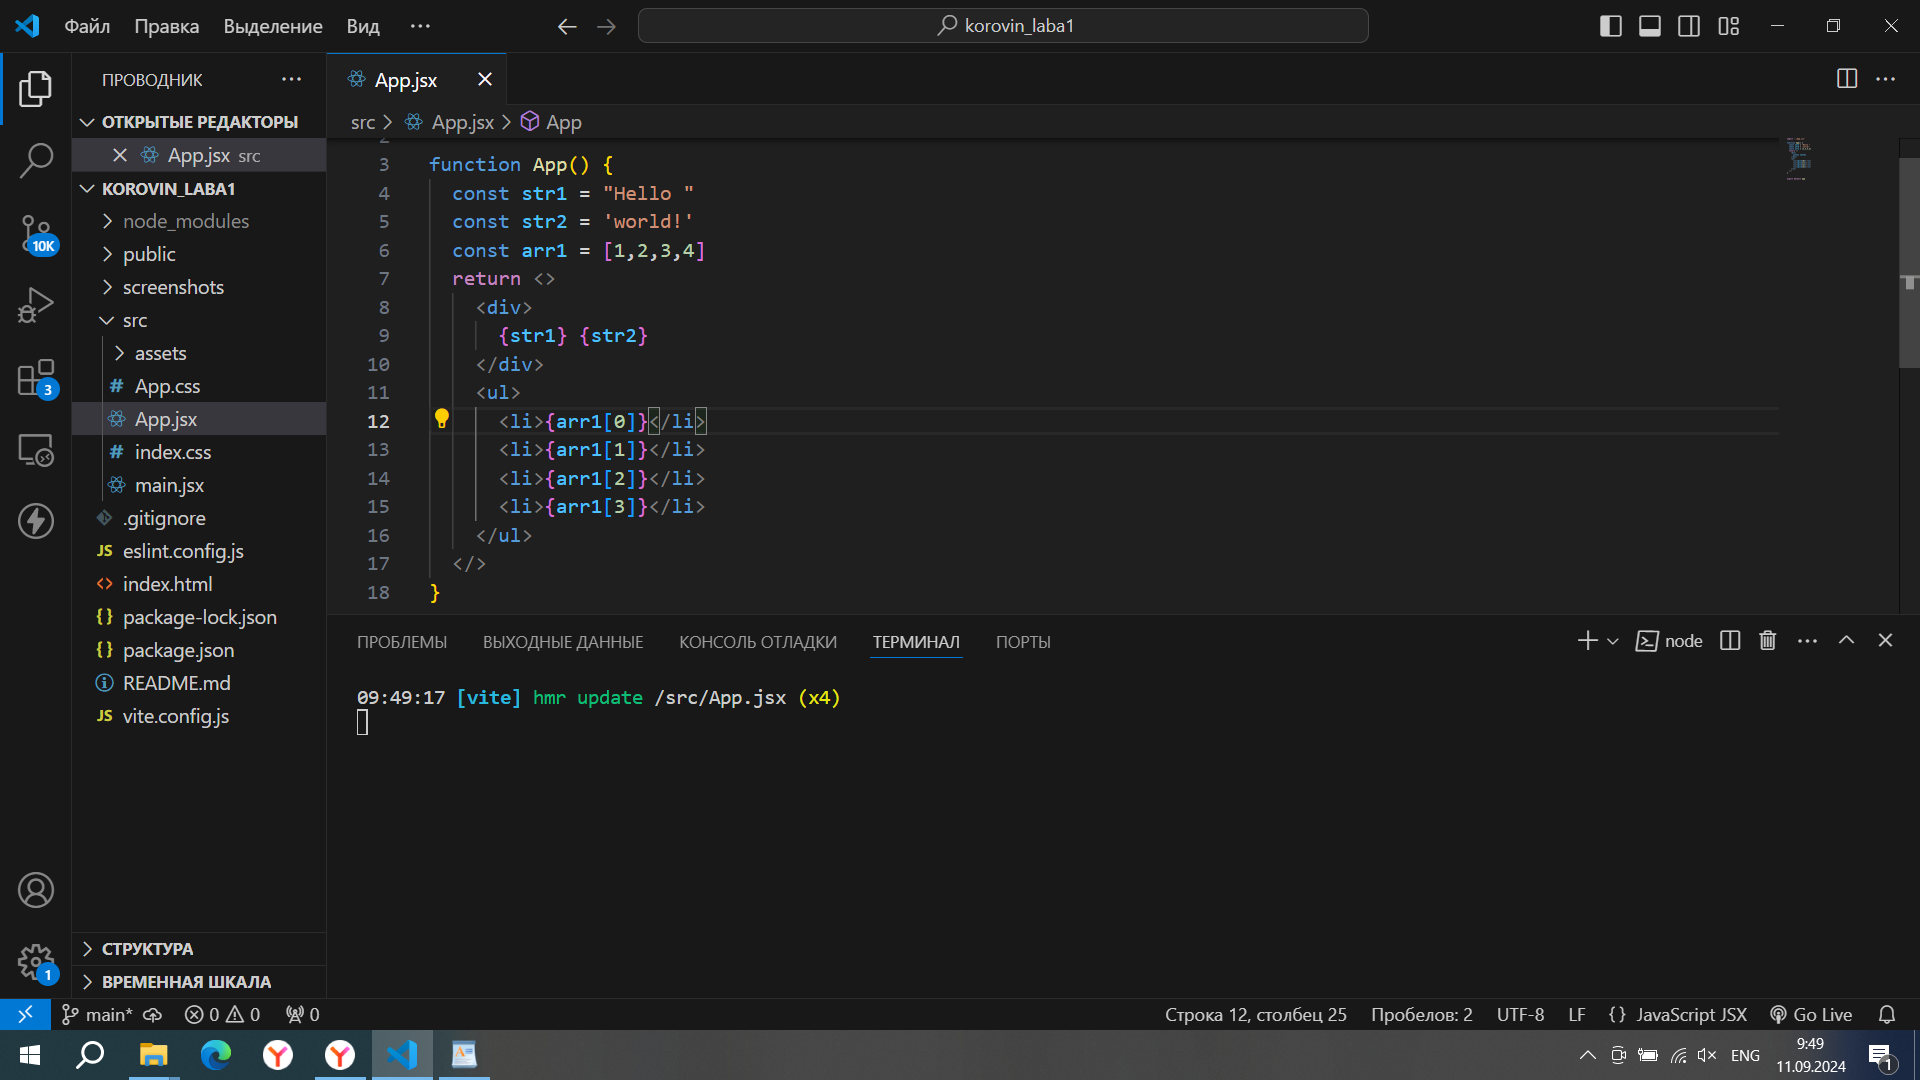 Файл Правка Выделение Вид ··· korovin_laba1
ПРОВОДНИК ···
ОТКРЫТЫЕ РЕДАКТОРЫ
App.jsx src
KOROVIN_LABA1
node_modules
public
screenshots
src
assets
# App.css
App.jsx
# index.css
main.jsx
.gitignore
JS eslint.config.js
<> index.html
{} package-lock.json
{} package.json
README.md
JS vite.config.js
СТРУКТУРА
ВРЕМЕННАЯ ШКАЛА
10K
3
1
App.jsx
src > App.jsx > App
2
3 function App() {
4 const str1 = "Hello "
5 const str2 = 'world!'
6 const arr1 = [1,2,3,4]
7 return <>
8 <div>
9 {str1} {str2}
10 </div>
11 <ul>
12 <li>{arr1[0]}</li>
13 <li>{arr1[1]}</li>
14 <li>{arr1[2]}</li>
15 <li>{arr1[3]}</li>
16 </ul>
17 </>
18 }
ПРОБЛЕМЫ ВЫХОДНЫЕ ДАННЫЕ КОНСОЛЬ ОТЛАДКИ ТЕРМИНАЛ ПОРТЫ node
09:49:17 [vite] hmr update /src/App.jsx (x4)
main* 0 0 0 Строка 12, столбец 25 Пробелов: 2 UTF-8 LF {} JavaScript JSX Go Live
ENG 9:49
11.09.2024 1